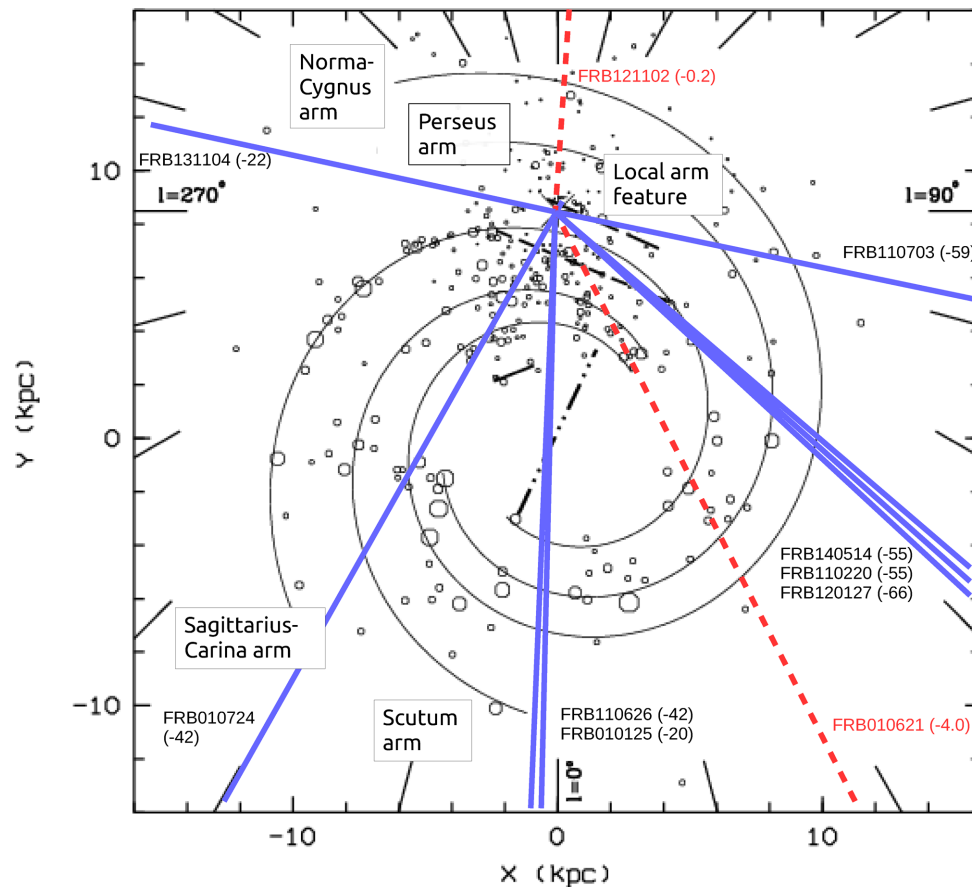 Norma-
Cygnus
arm
FRB121102 (-0.2)
Perseus
arm
Local arm
feature
FRB131104 (-22)
10
l=270°
l=90°
FRB110703 (-59)
Y (kpc)
0
FRB140514 (-55)
FRB110220 (-55)
FRB120127 (-66)
Sagittarius-
Carina arm
Scutum
arm
FRB010724
(-42)
FRB110626 (-42)
FRB010125 (-20)
FRB010621 (-4.0)
-10
l=0°
-10
0
10
X (kpc)